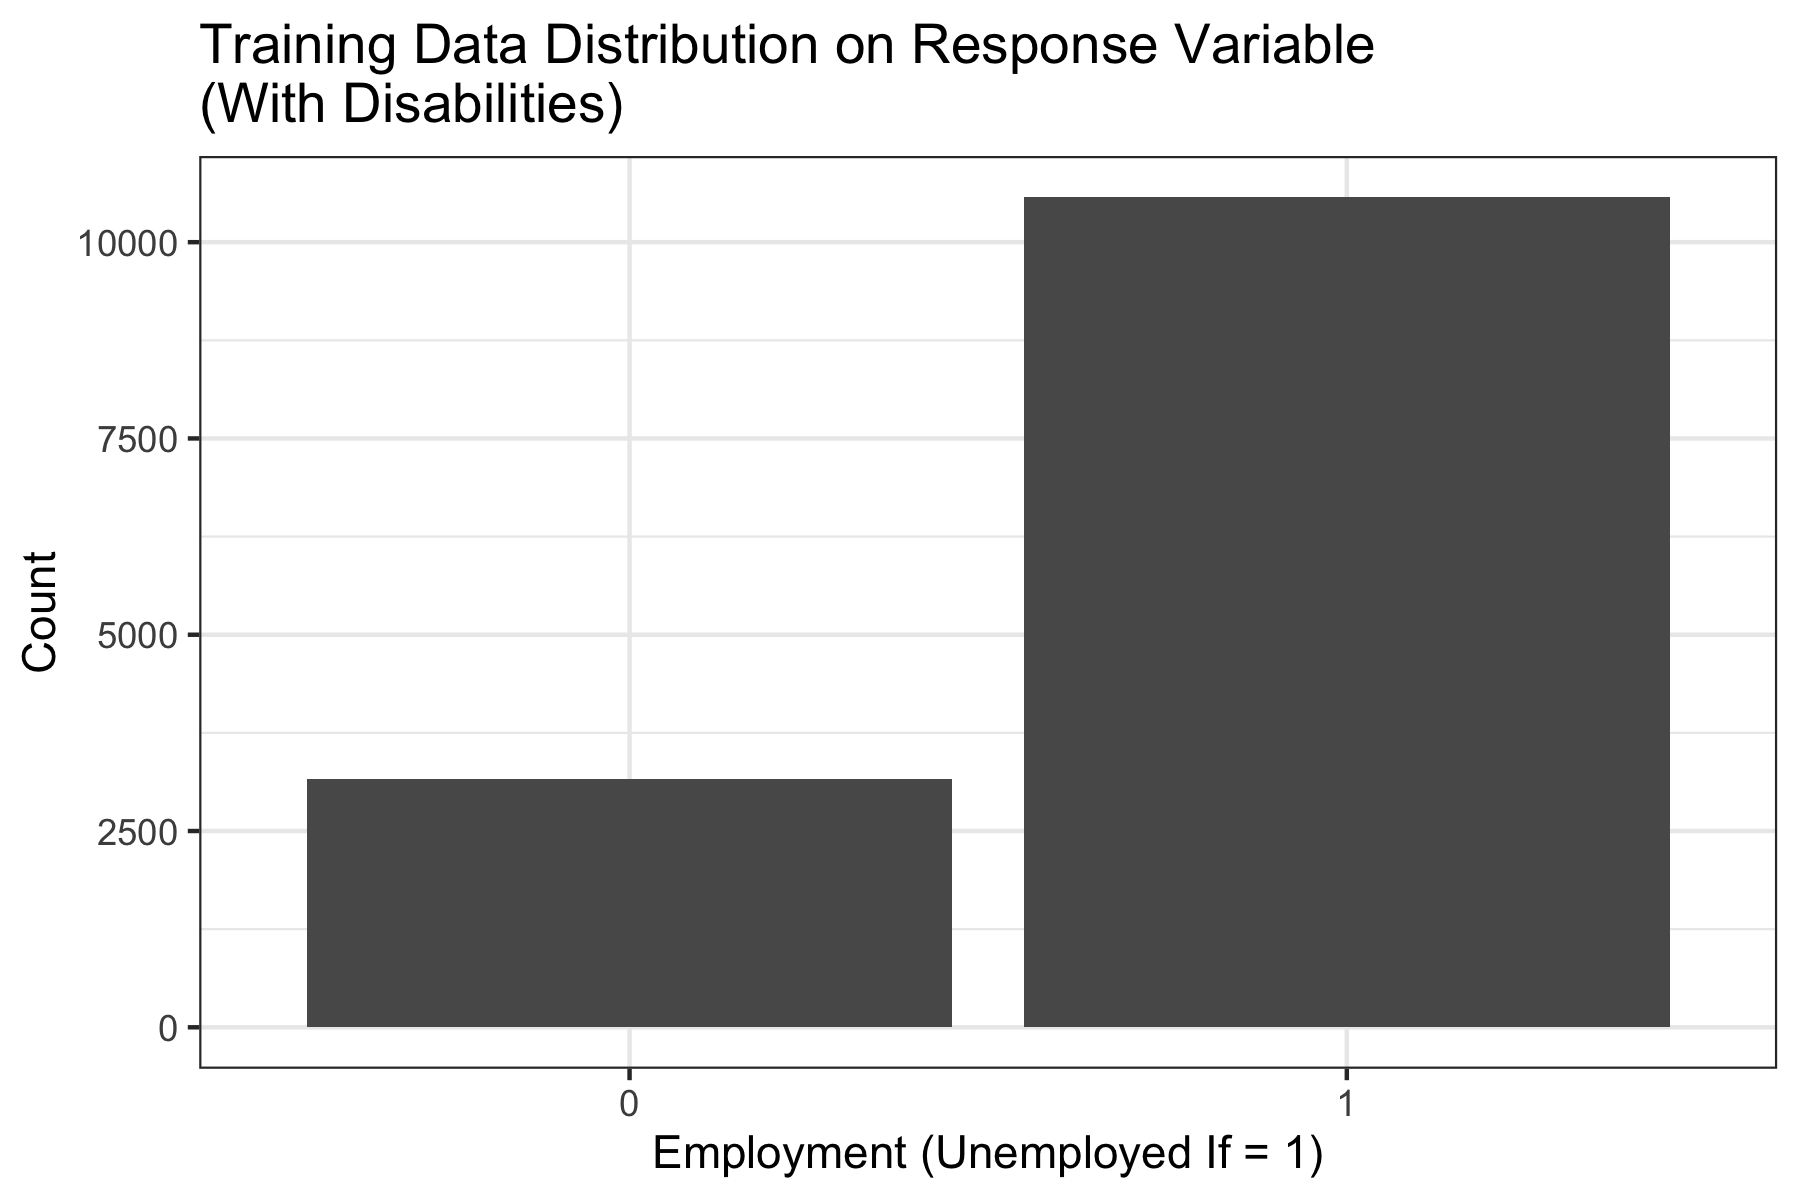 Training Data Distribution on Response Variable
(With Disabilities)
10000
7500
5000
2500
0
Count
0
1
Employment (Unemployed If = 1)